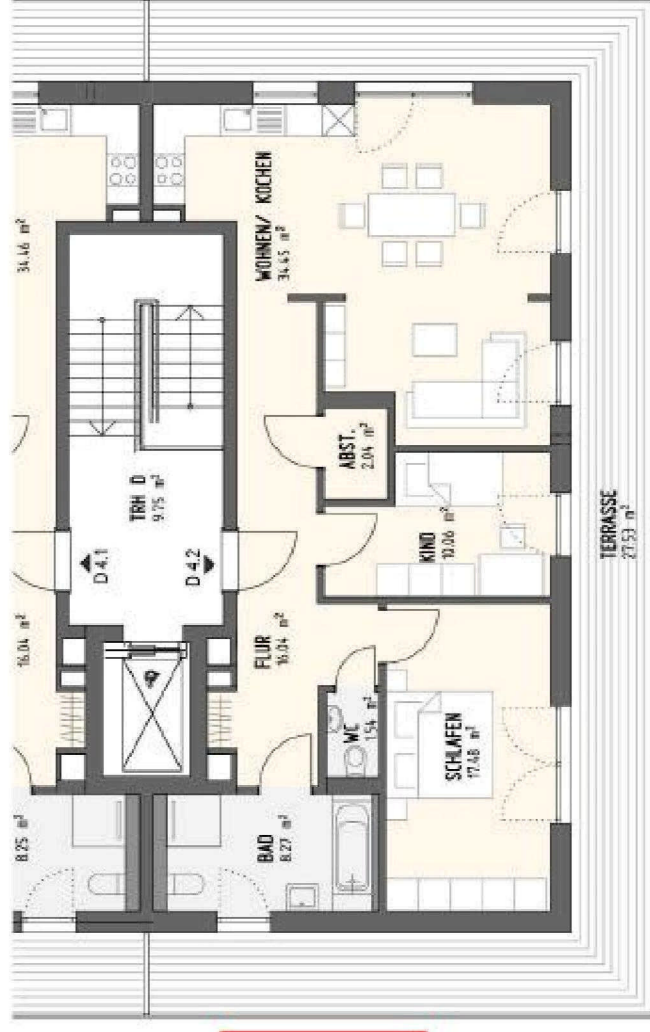 34.46 m²
WOHNEN/ KOCHEN
34.45 m²
ABST.
2.04 m²
TRH D
9.75 m²
D 4.1
D 4.2
KIND
10.06 m²
TERRASSE
27.53 m²
16.04 m²
FLUR
16.04 m²
WC
1.54 m²
SCHLAFEN
17.48 m²
8.25 m²
BAD
8.27 m²